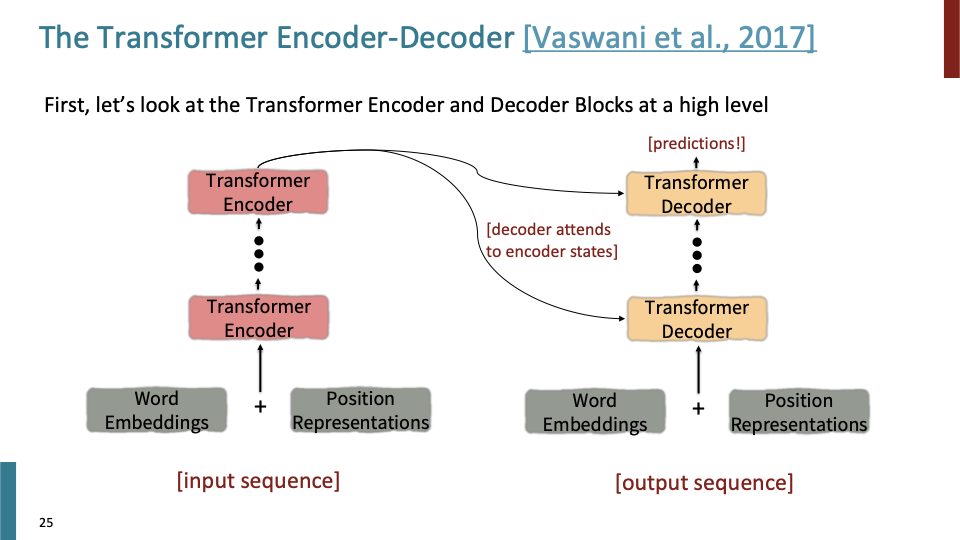 The Transformer Encoder-Decoder [Vaswani et al., 2017]
First, let's look at the Transformer Encoder and Decoder Blocks at a high level
[predictions!]
Transformer
Encoder
Transformer
Decoder
[decoder attends
to encoder states]
Transformer
Encoder
Transformer
Decoder
Word
Embeddings
+
Position
Representations
Word
Embeddings
+
Position
Representations
[input sequence]
[output sequence]
25